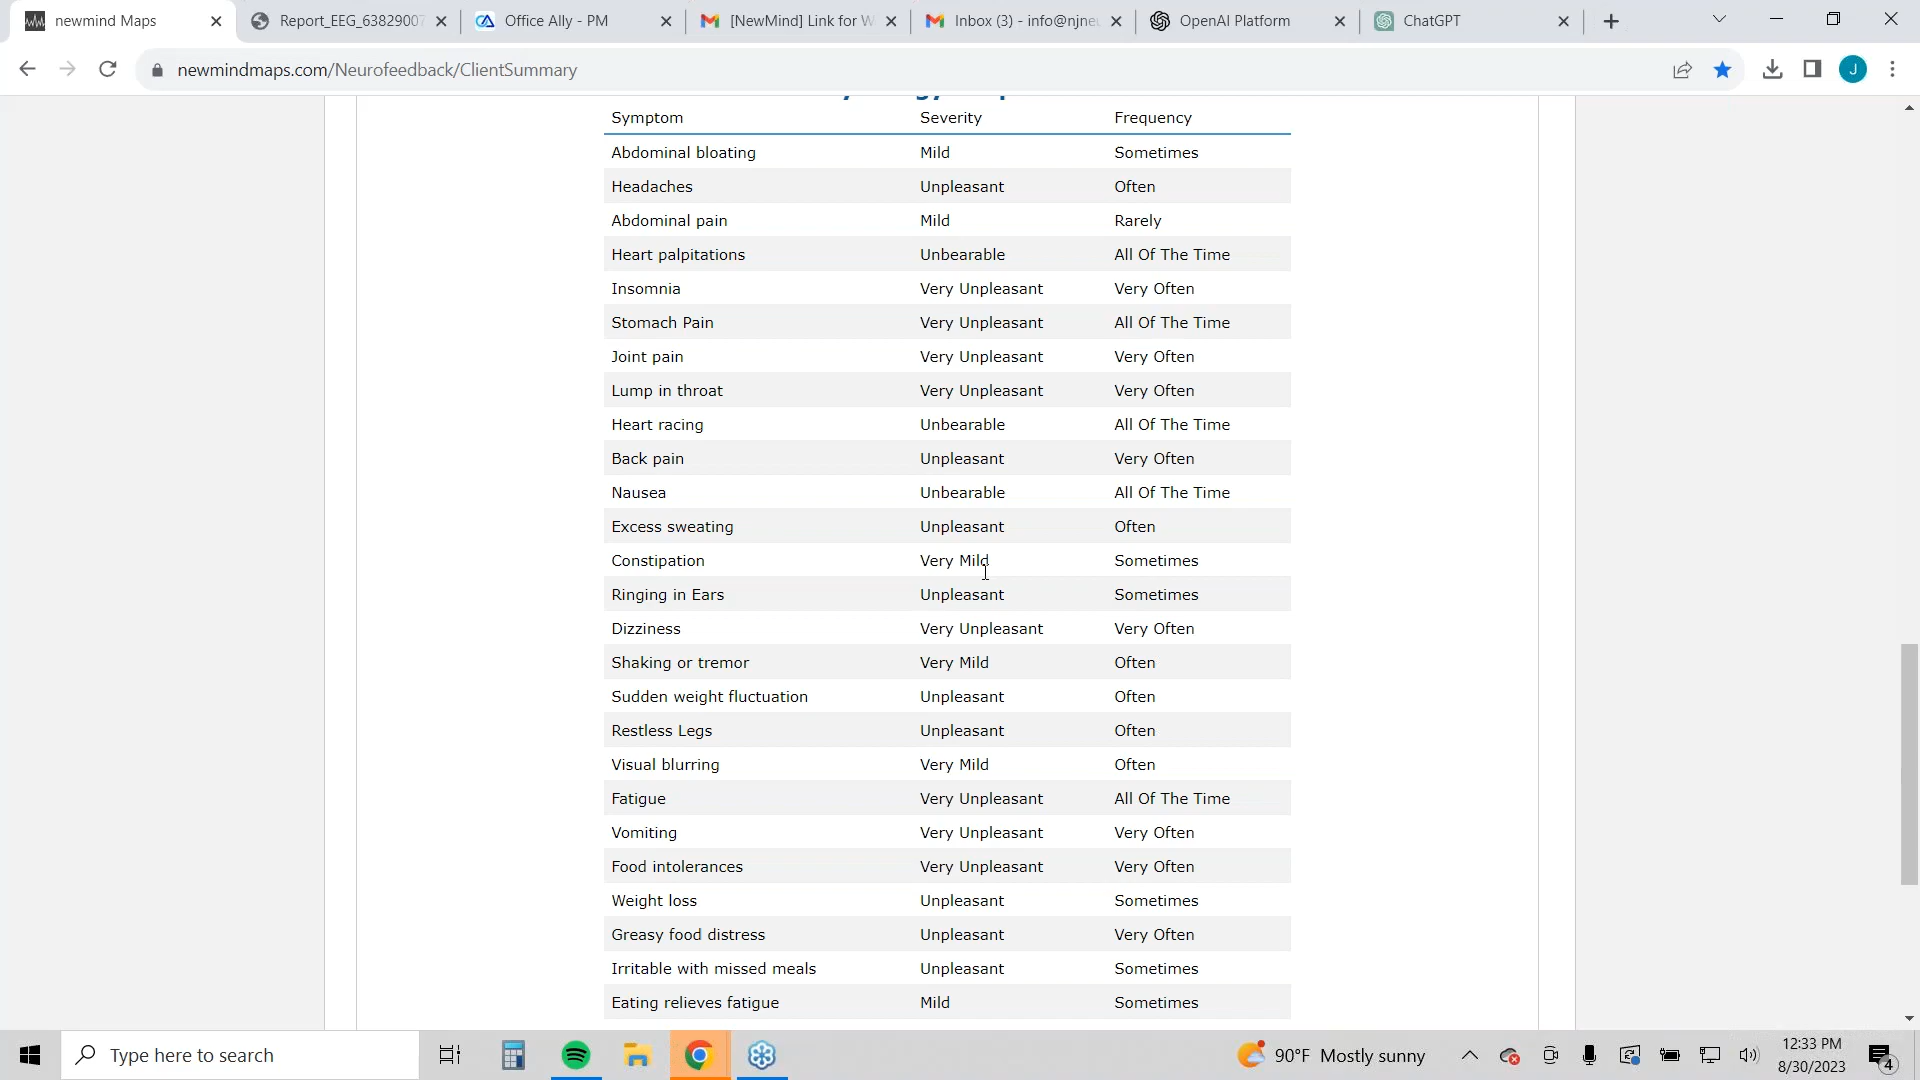 newmind Maps
Report_EEG_63829007
Office Ally - PM
[NewMind] Link for W
Inbox (3) - info@njneu
OpenAI Platform
ChatGPT
newmindmaps.com/Neurofeedback/ClientSummary
J
Symptom Severity Frequency
Abdominal bloating Mild Sometimes
Headaches Unpleasant Often
Abdominal pain Mild Rarely
Heart palpitations Unbearable All Of The Time
Insomnia Very Unpleasant Very Often
Stomach Pain Very Unpleasant All Of The Time
Joint pain Very Unpleasant Very Often
Lump in throat Very Unpleasant Very Often
Heart racing Unbearable All Of The Time
Back pain Unpleasant Very Often
Nausea Unbearable All Of The Time
Excess sweating Unpleasant Often
Constipation Very Mild Sometimes
Ringing in Ears Unpleasant Sometimes
Dizziness Very Unpleasant Very Often
Shaking or tremor Very Mild Often
Sudden weight fluctuation Unpleasant Often
Restless Legs Unpleasant Often
Visual blurring Very Mild Often
Fatigue Very Unpleasant All Of The Time
Vomiting Very Unpleasant Very Often
Food intolerances Very Unpleasant Very Often
Weight loss Unpleasant Sometimes
Greasy food distress Unpleasant Very Often
Irritable with missed meals Unpleasant Sometimes
Eating relieves fatigue Mild Sometimes
Type here to search
90°F Mostly sunny
12:33 PM
8/30/2023
4